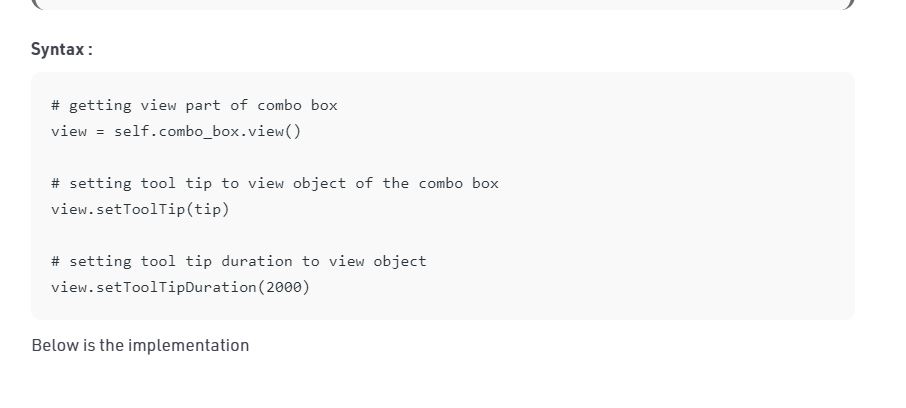 Syntax :
# getting view part of combo box
view = self.combo_box.view()
# setting tool tip to view object of the combo box
view.setToolTip(tip)
# setting tool tip duration to view object
view.setToolTipDuration(2000)
Below is the implementation